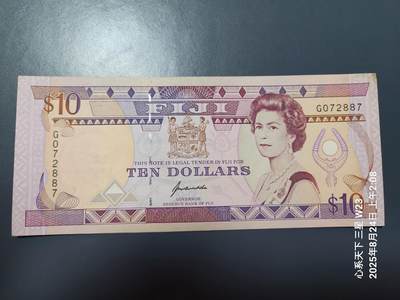 $10
FIJI
G072887
G072887
THIS NOTE IS LEGAL TENDER IN FIJI FOR
TEN DOLLARS
GOVERNOR
RESERVE BANK OF FIJI
$10
心系天下 三星 W23
2025年8月24日 上午2:08